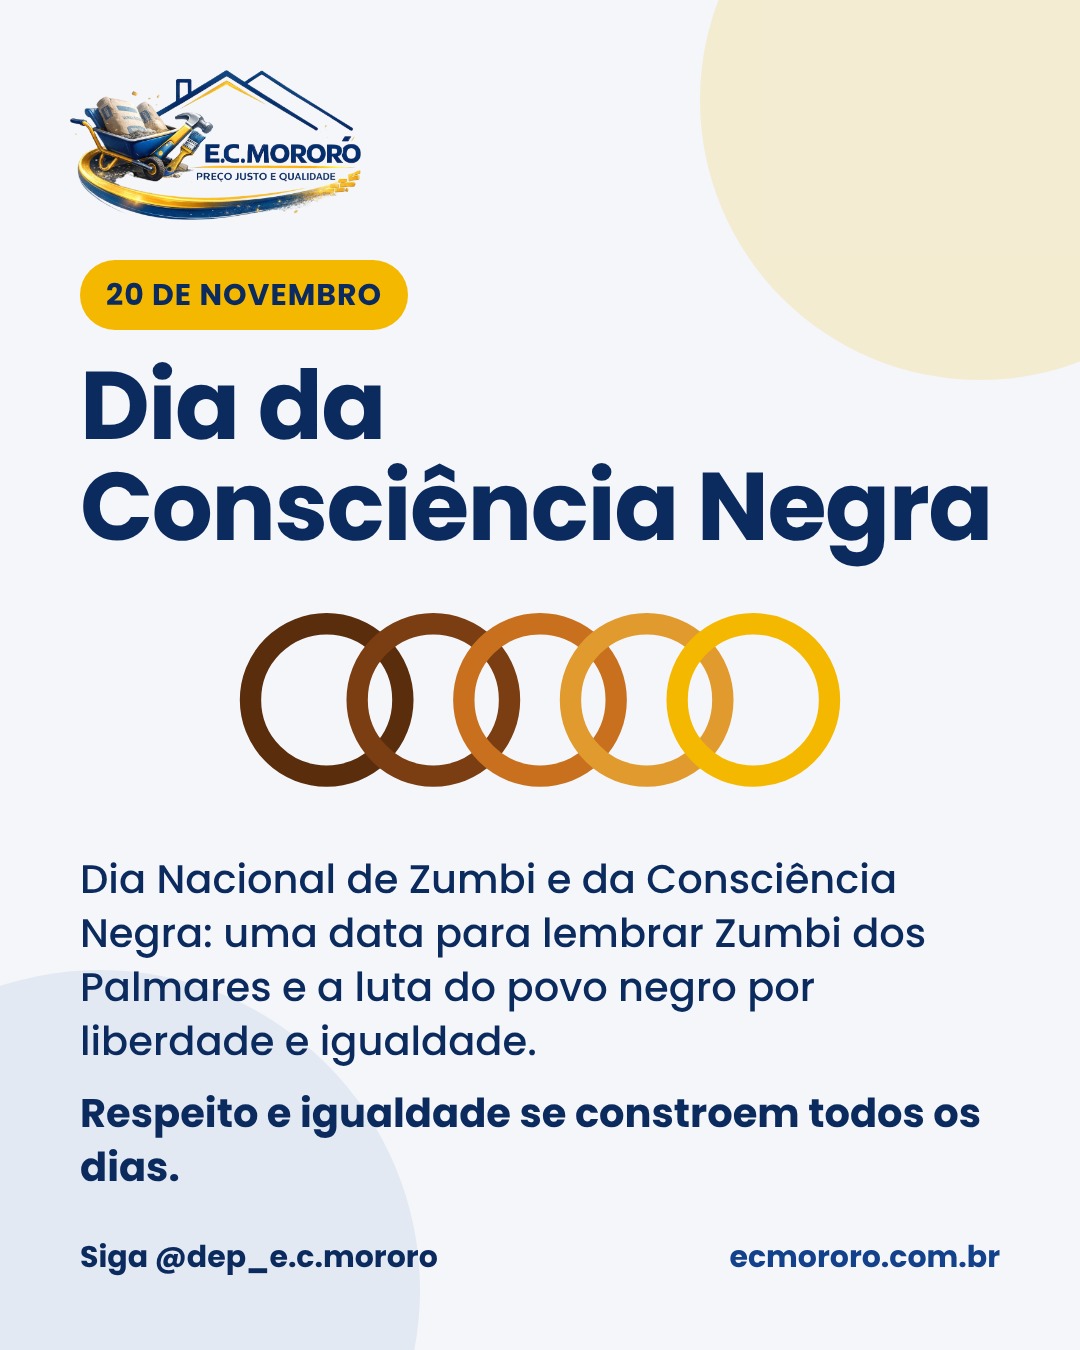 E.C.MORORÓ
PREÇO JUSTO E QUALIDADE
20 DE NOVEMBRO
Dia da
Consciência Negra
Dia Nacional de Zumbi e da Consciência
Negra: uma data para lembrar Zumbi dos
Palmares e a luta do povo negro por
liberdade e igualdade.
Respeito e igualdade se constroem todos os
dias.
Siga @dep_e.c.mororo
ecmororo.com.br